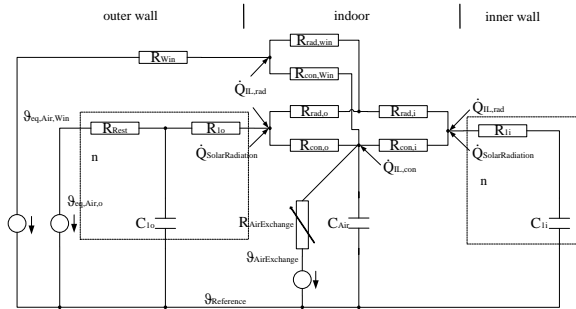 outer wall
indoor
inner wall
R_Win
R_rad,win
R_con,Win
Q̇_IL,rad
ϑ_eq,Air,Win
R_Rest
R_1o
R_rad,o
R_rad,i
Q̇_IL,rad
R_1i
R_con,o
R_con,i
Q̇_SolarRadiation
Q̇_SolarRadiation
n
Q̇_IL,con
n
ϑ_eq,Air,o
C_1o
R_AirExchange
C_Air
C_1i
ϑ_AirExchange
ϑ_Reference